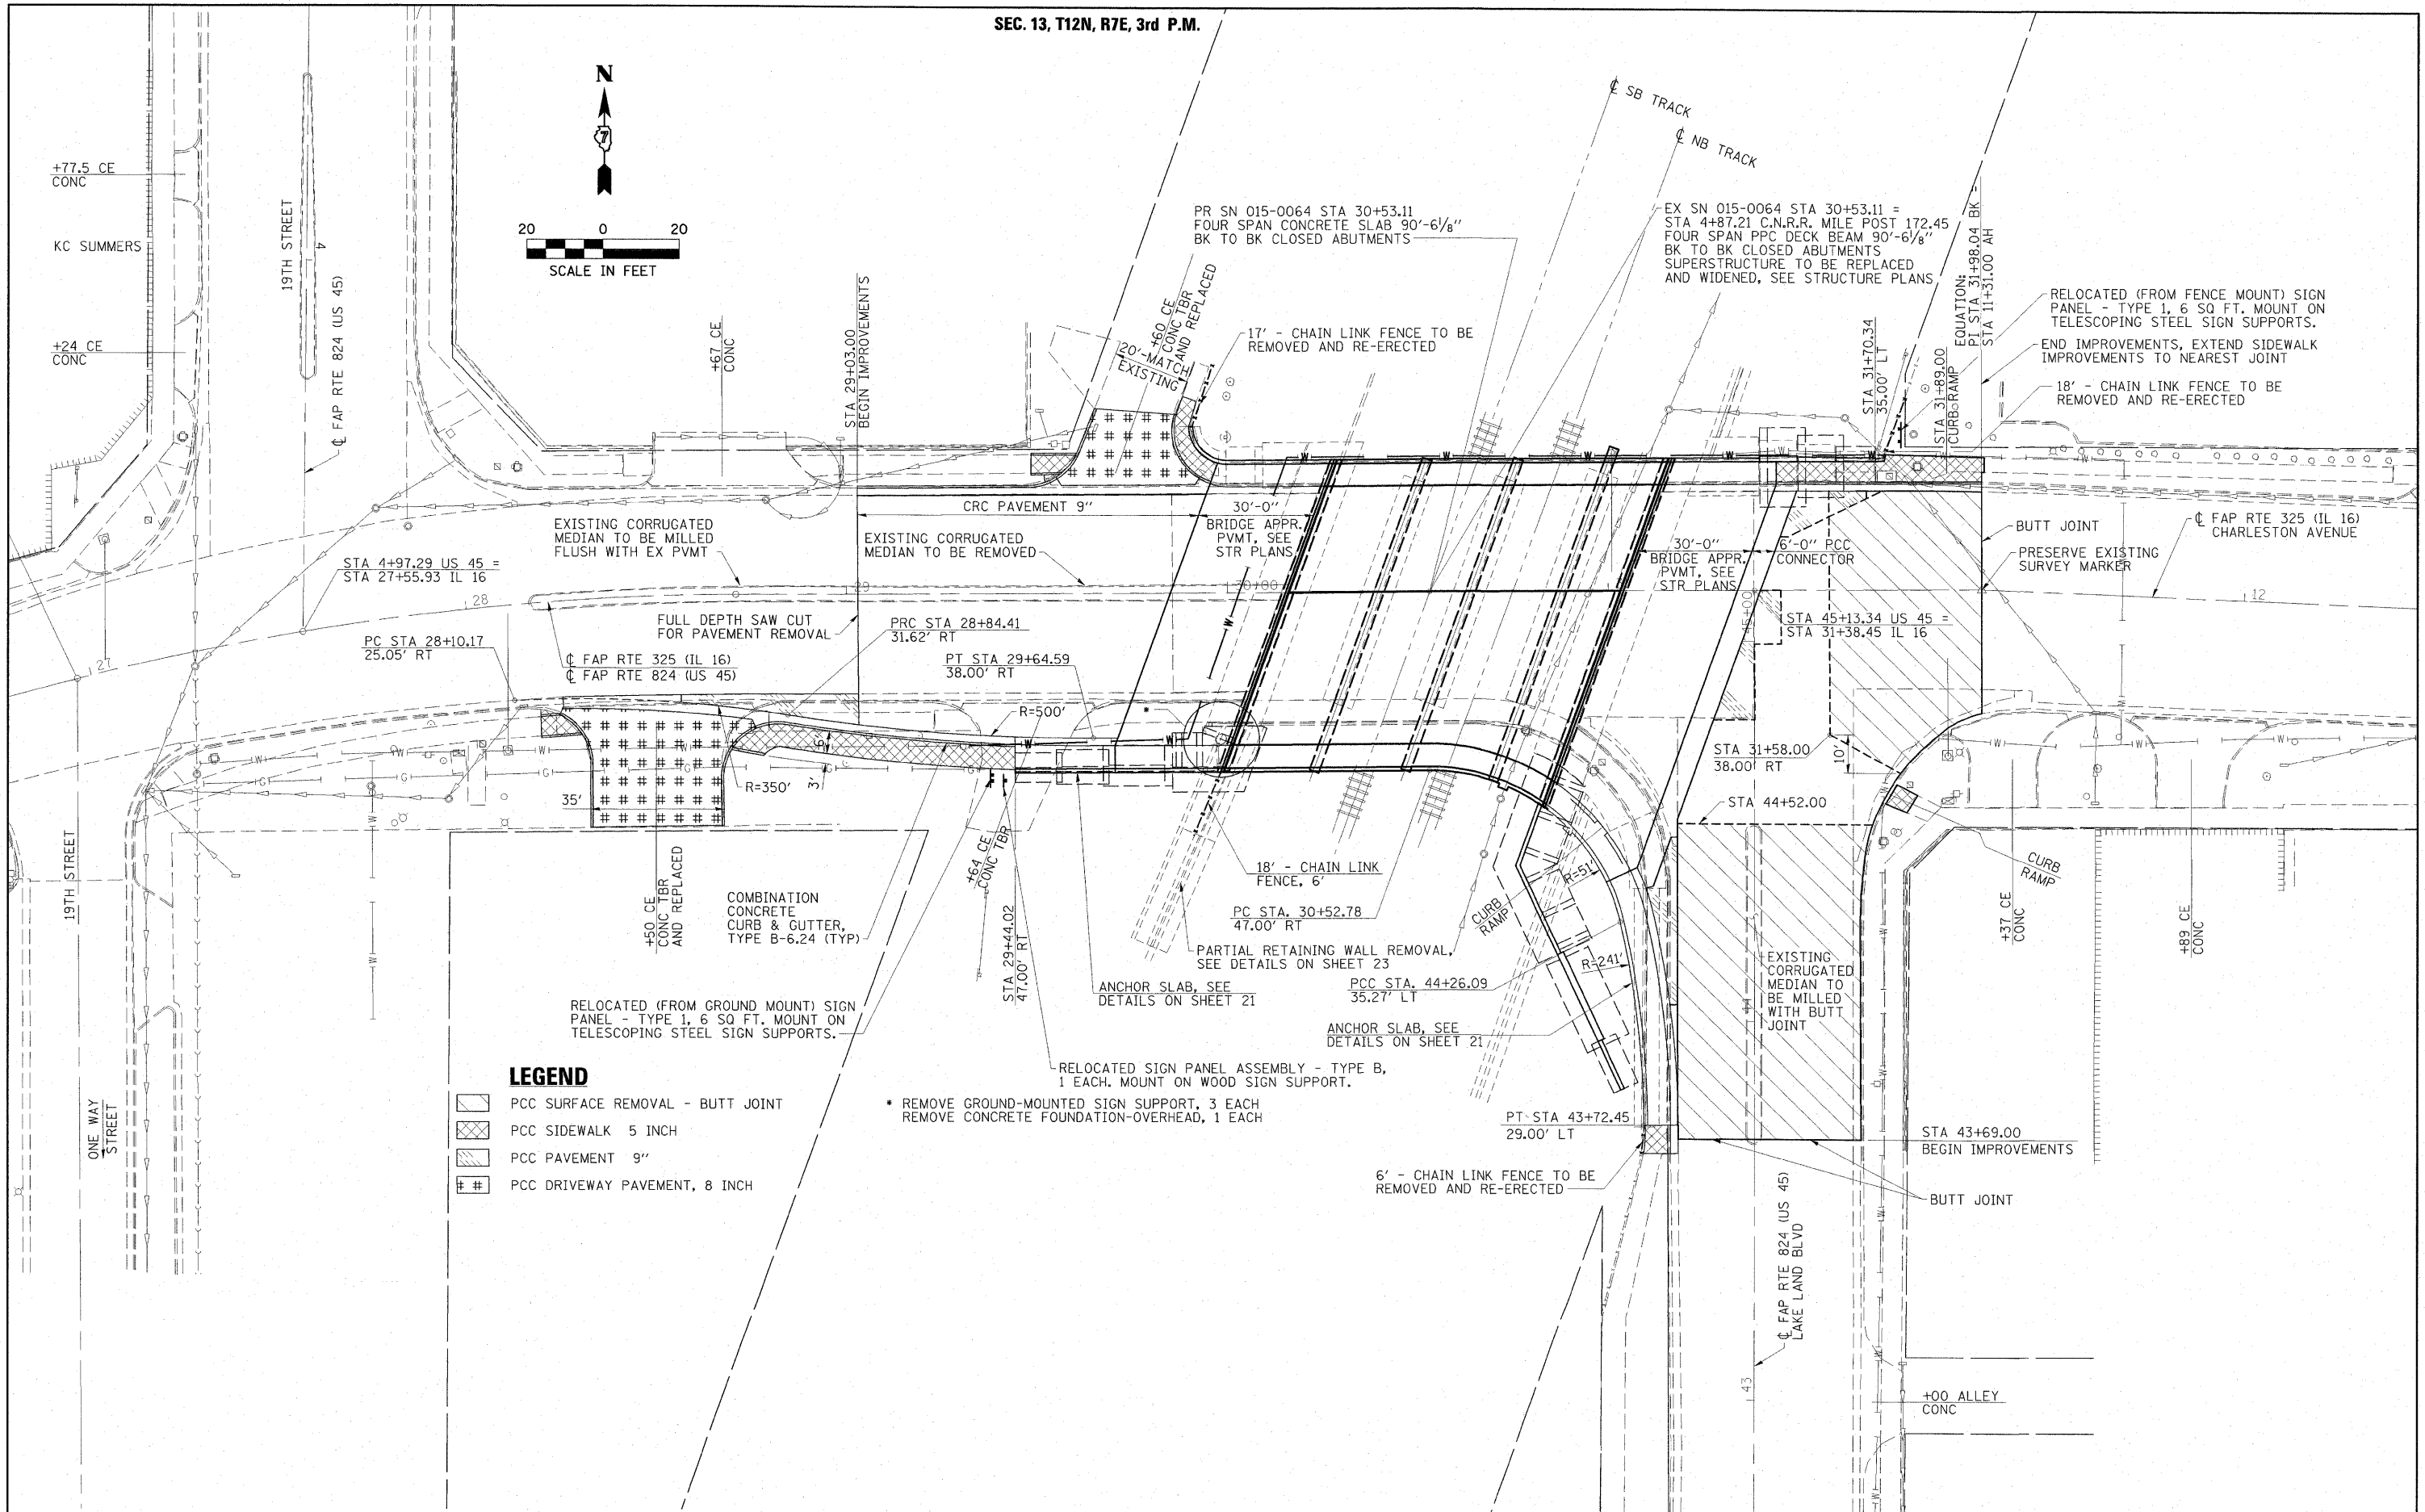 SEC. 13, T12N, R7E, 3rd P.M.
N
7
20 0 20
SCALE IN FEET
+77.5 CE
CONC
KC SUMMERS
+24 CE
CONC
19TH STREET
4
℄ FAP RTE 824 (US 45)
+67 CE
CONC
STA 29+03.00
BEGIN IMPROVEMENTS
+60 CE
CONC TBR
AND REPLACED
20'-MATCH
EXISTING
17' - CHAIN LINK FENCE TO BE
REMOVED AND RE-ERECTED
PR SN 015-0064 STA 30+53.11
FOUR SPAN CONCRETE SLAB 90'-6 1/8"
BK TO BK CLOSED ABUTMENTS
℄ SB TRACK
℄ NB TRACK
EX SN 015-0064 STA 30+53.11 =
STA 4+87.21 C.N.R.R. MILE POST 172.45
FOUR SPAN PPC DECK BEAM 90'-6 1/8"
BK TO BK CLOSED ABUTMENTS
SUPERSTRUCTURE TO BE REPLACED
AND WIDENED, SEE STRUCTURE PLANS
STA 31+70.34
35.00' LT
STA 31+89.00
CURB RAMP
EQUATION:
PI STA 31+98.04 BK =
STA 11+31.00 AH
RELOCATED (FROM FENCE MOUNT) SIGN
PANEL - TYPE 1, 6 SQ FT. MOUNT ON
TELESCOPING STEEL SIGN SUPPORTS.
END IMPROVEMENTS, EXTEND SIDEWALK
IMPROVEMENTS TO NEAREST JOINT
18' - CHAIN LINK FENCE TO BE
REMOVED AND RE-ERECTED
CRC PAVEMENT 9"
30'-0"
BRIDGE APPR.
PVMT, SEE
STR PLANS
EXISTING CORRUGATED
MEDIAN TO BE MILLED
FLUSH WITH EX PVMT
EXISTING CORRUGATED
MEDIAN TO BE REMOVED
30'-0"
BRIDGE APPR.
PVMT, SEE
STR PLANS
6'-0" PCC
CONNECTOR
BUTT JOINT
℄ FAP RTE 325 (IL 16)
CHARLESTON AVENUE
PRESERVE EXISTING
SURVEY MARKER
STA 4+97.29 US 45 =
STA 27+55.93 IL 16
27
28
29
30+00
12
45+00
FULL DEPTH SAW CUT
FOR PAVEMENT REMOVAL
PRC STA 28+84.41
31.62' RT
STA 45+13.34 US 45 =
STA 31+38.45 IL 16
PC STA 28+10.17
25.05' RT
℄ FAP RTE 325 (IL 16)
℄ FAP RTE 824 (US 45)
PT STA 29+64.59
38.00' RT
R=500'
*
6'
3'
R=350'
35'
STA 31+58.00
38.00' RT
10'
STA 44+52.00
19TH STREET
+50 CE
CONC TBR
AND REPLACED
COMBINATION
CONCRETE
CURB & GUTTER,
TYPE B-6.24 (TYP)
+64 CE
CONC TBR
STA 29+44.02
47.00' RT
18' - CHAIN LINK
FENCE, 6'
PC STA. 30+52.78
47.00' RT
CURB
RAMP
R=51'
R=241'
CURB
RAMP
+37 CE
CONC
+89 CE
CONC
PARTIAL RETAINING WALL REMOVAL,
SEE DETAILS ON SHEET 23
ANCHOR SLAB, SEE
DETAILS ON SHEET 21
PCC STA. 44+26.09
35.27' LT
EXISTING
CORRUGATED
MEDIAN TO
BE MILLED
WITH BUTT
JOINT
RELOCATED (FROM GROUND MOUNT) SIGN
PANEL - TYPE 1, 6 SQ FT. MOUNT ON
TELESCOPING STEEL SIGN SUPPORTS.
ANCHOR SLAB, SEE
DETAILS ON SHEET 21
RELOCATED SIGN PANEL ASSEMBLY - TYPE B,
1 EACH. MOUNT ON WOOD SIGN SUPPORT.
LEGEND
PCC SURFACE REMOVAL - BUTT JOINT
PCC SIDEWALK 5 INCH
PCC PAVEMENT 9"
PCC DRIVEWAY PAVEMENT, 8 INCH
* REMOVE GROUND-MOUNTED SIGN SUPPORT, 3 EACH
REMOVE CONCRETE FOUNDATION-OVERHEAD, 1 EACH
ONE WAY
STREET
PT STA 43+72.45
29.00' LT
STA 43+69.00
BEGIN IMPROVEMENTS
6' - CHAIN LINK FENCE TO BE
REMOVED AND RE-ERECTED
BUTT JOINT
℄ FAP RTE 824 (US 45)
LAKE LAND BLVD
43
+00 ALLEY
CONC